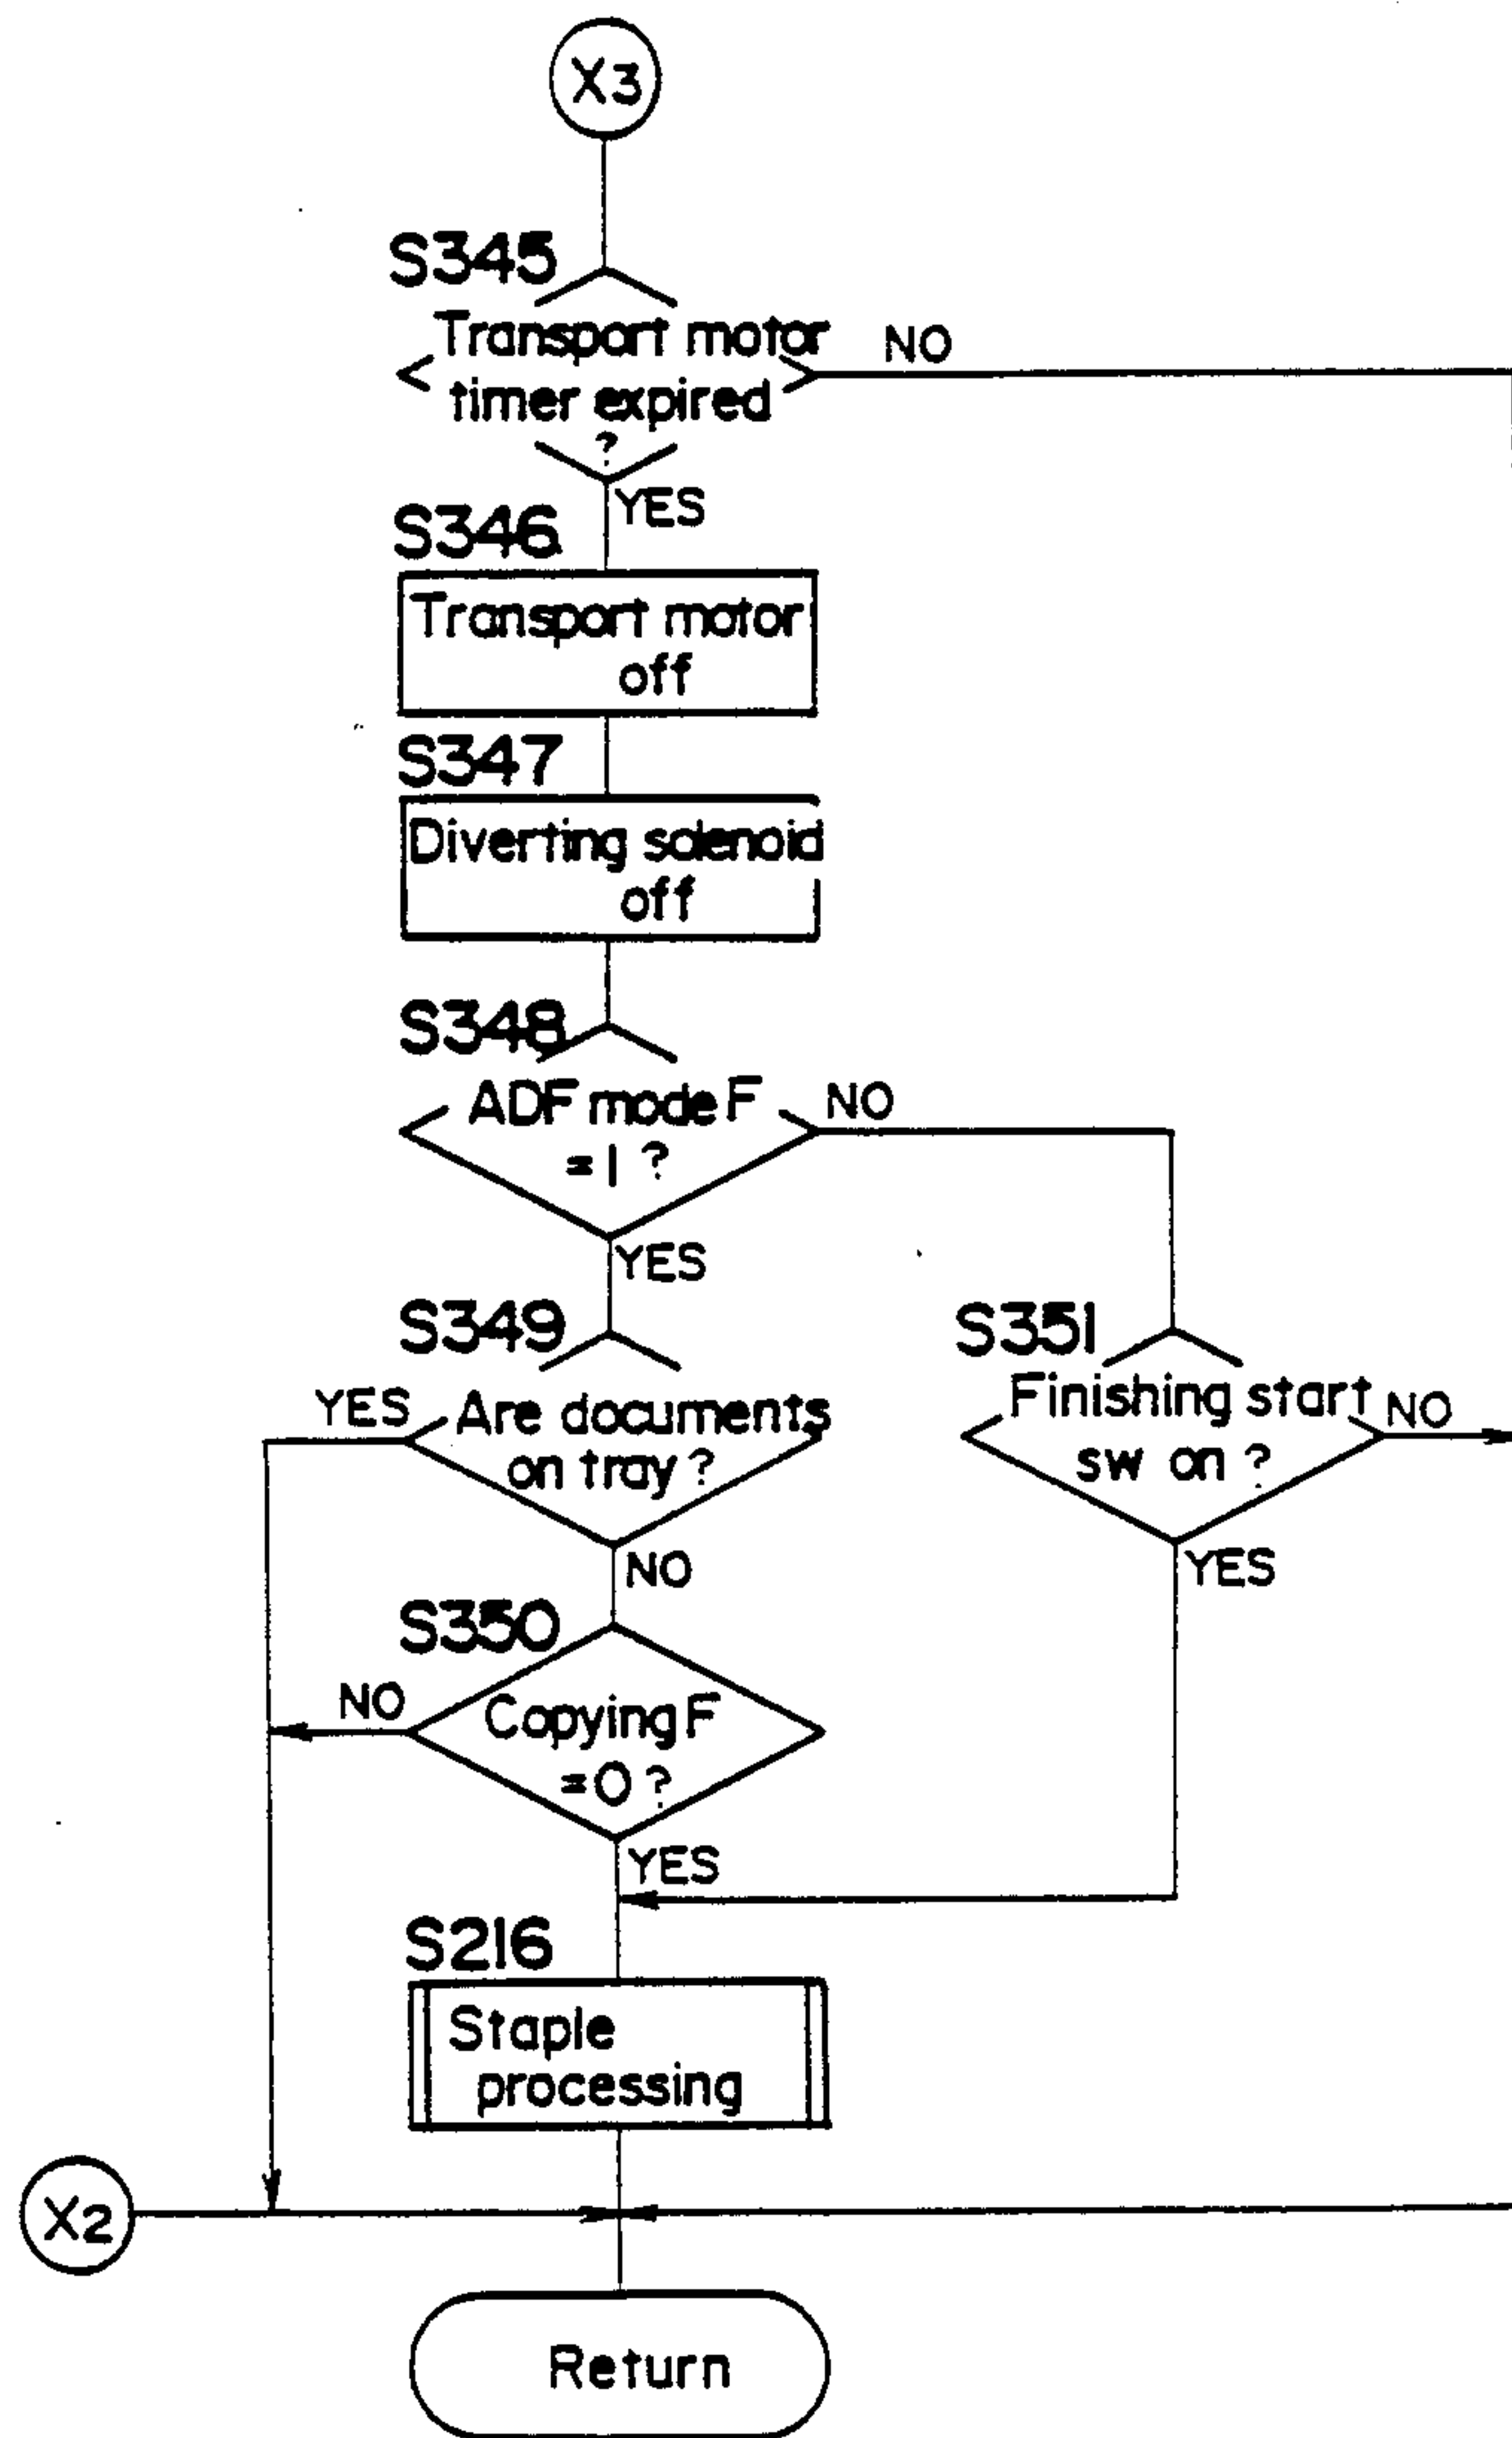 X3
S345
Transport motor
timer expired
?
NO
YES
S346
Transport motor
off
S347
Diverting solenoid
off
S348
ADF mode F
=1 ?
NO
YES
S349
YES
Are documents
on tray ?
NO
S351
Finishing start
sw on ?
NO
YES
S350
NO
Copying F
=0 ?
YES
S216
Staple
processing
X2
Return